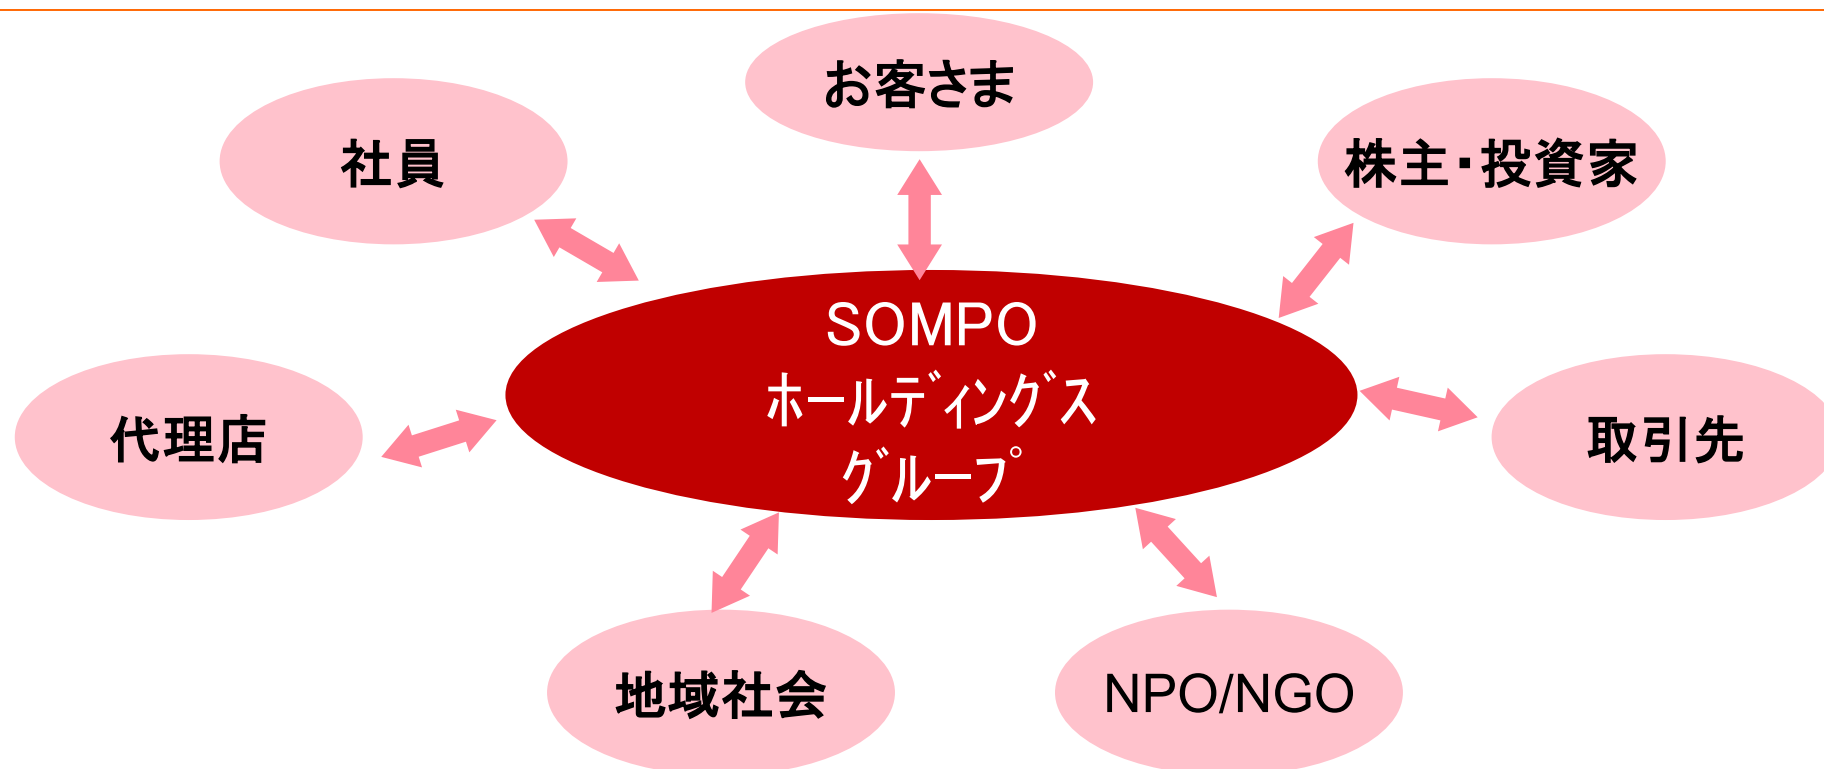 お客さま
社員
株主・投資家
SOMPO
ホールディングス
グループ
代理店
取引先
地域社会
NPO/NGO